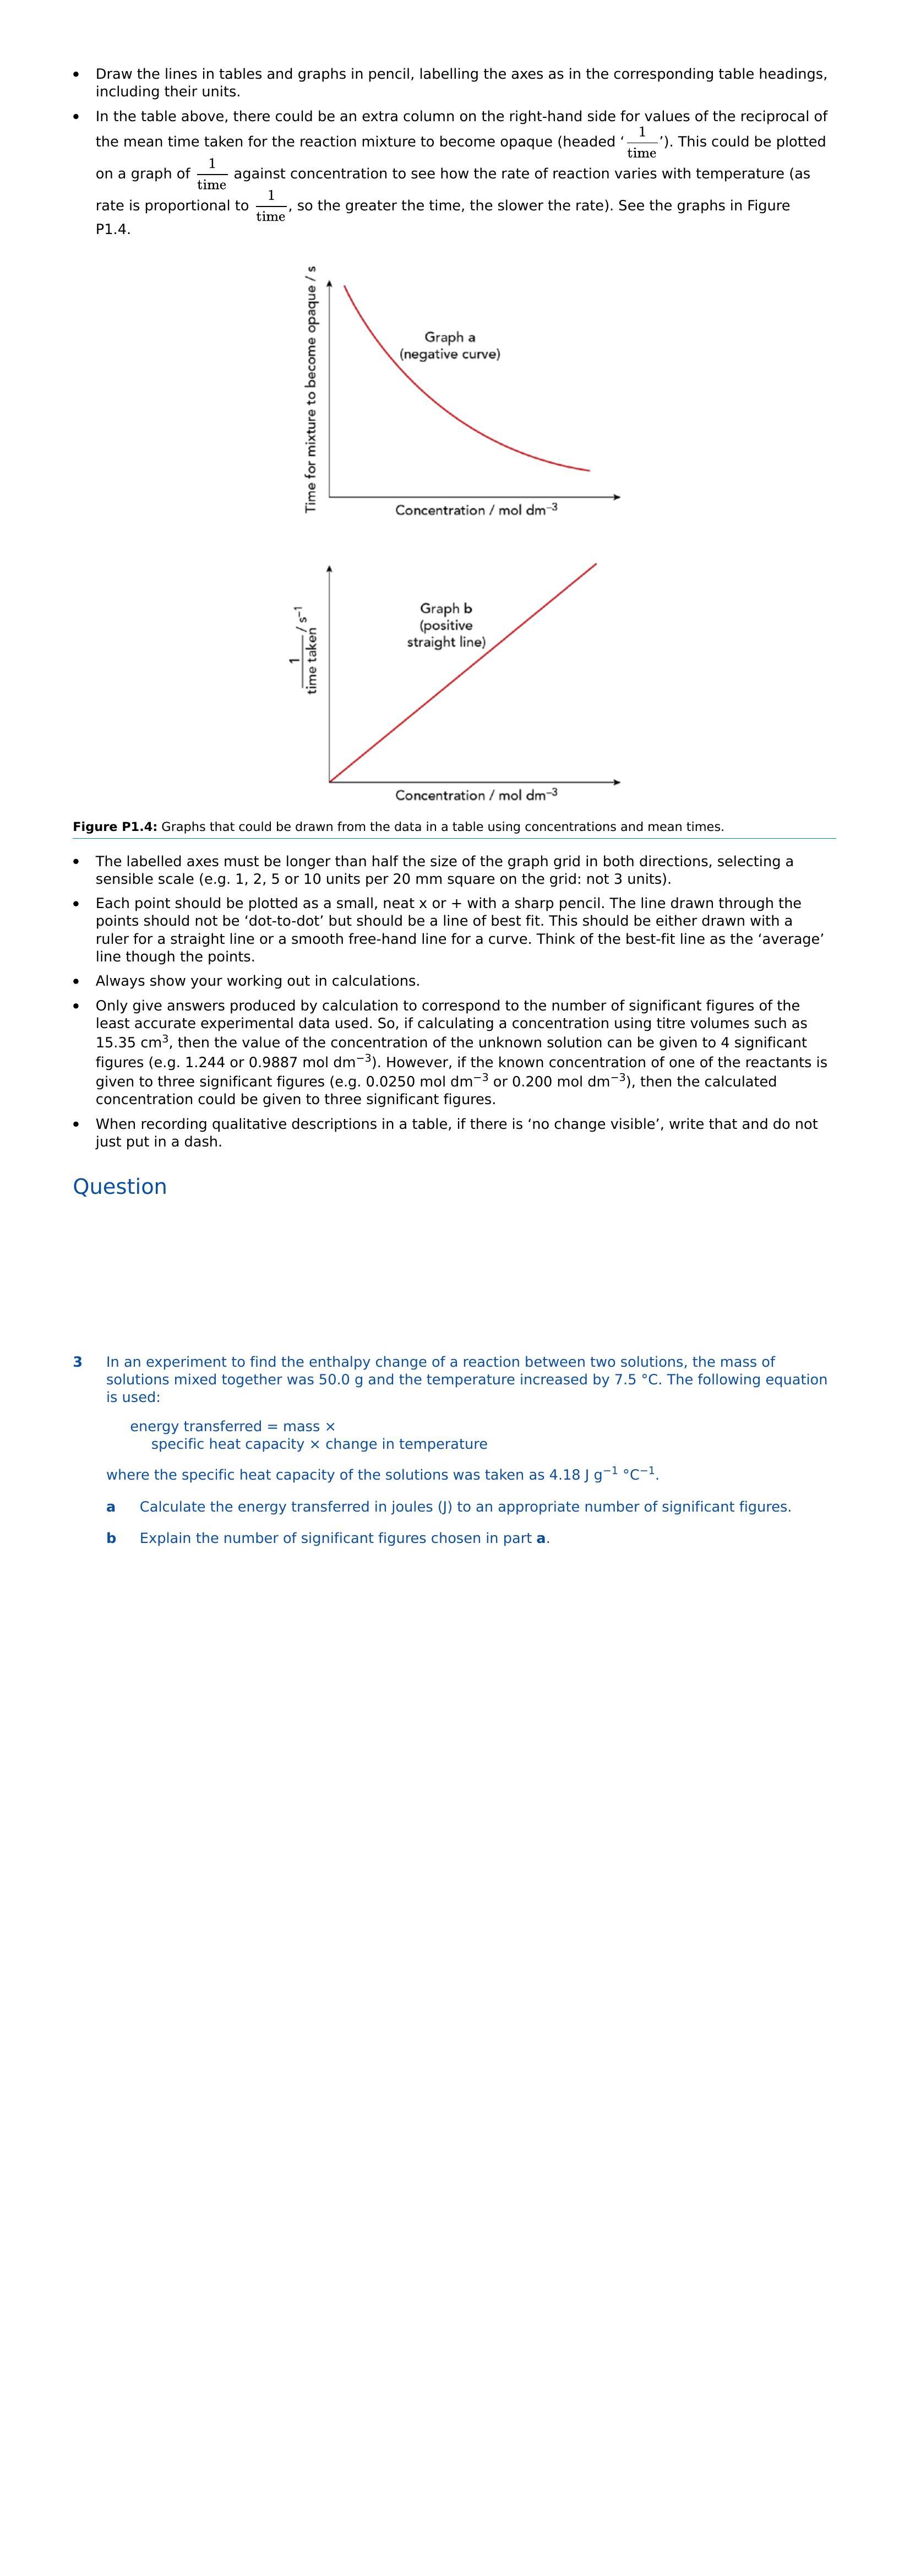 • Draw the lines in tables and graphs in pencil, labelling the axes as in the corresponding table headings,
including their units.
• In the table above, there could be an extra column on the right-hand side for values of the reciprocal of
the mean time taken for the reaction mixture to become opaque (headed ‘1/time’). This could be plotted
on a graph of 1/time against concentration to see how the rate of reaction varies with temperature (as
rate is proportional to 1/time, so the greater the time, the slower the rate). See the graphs in Figure
P1.4.
Time for mixture to become opaque / s
Graph a
(negative curve)
Concentration / mol dm⁻³
1/time taken / s⁻¹
Graph b
(positive
straight line)
Concentration / mol dm⁻³
Figure P1.4: Graphs that could be drawn from the data in a table using concentrations and mean times.
• The labelled axes must be longer than half the size of the graph grid in both directions, selecting a
sensible scale (e.g. 1, 2, 5 or 10 units per 20 mm square on the grid: not 3 units).
• Each point should be plotted as a small, neat x or + with a sharp pencil. The line drawn through the
points should not be ‘dot-to-dot’ but should be a line of best fit. This should be either drawn with a
ruler for a straight line or a smooth free-hand line for a curve. Think of the best-fit line as the ‘average’
line though the points.
• Always show your working out in calculations.
• Only give answers produced by calculation to correspond to the number of significant figures of the
least accurate experimental data used. So, if calculating a concentration using titre volumes such as
15.35 cm³, then the value of the concentration of the unknown solution can be given to 4 significant
figures (e.g. 1.244 or 0.9887 mol dm⁻³). However, if the known concentration of one of the reactants is
given to three significant figures (e.g. 0.0250 mol dm⁻³ or 0.200 mol dm⁻³), then the calculated
concentration could be given to three significant figures.
• When recording qualitative descriptions in a table, if there is ‘no change visible’, write that and do not
just put in a dash.
Question
3 In an experiment to find the enthalpy change of a reaction between two solutions, the mass of
solutions mixed together was 50.0 g and the temperature increased by 7.5 °C. The following equation
is used:
energy transferred = mass ×
specific heat capacity × change in temperature
where the specific heat capacity of the solutions was taken as 4.18 J g⁻¹ °C⁻¹.
a Calculate the energy transferred in joules (J) to an appropriate number of significant figures.
b Explain the number of significant figures chosen in part a.